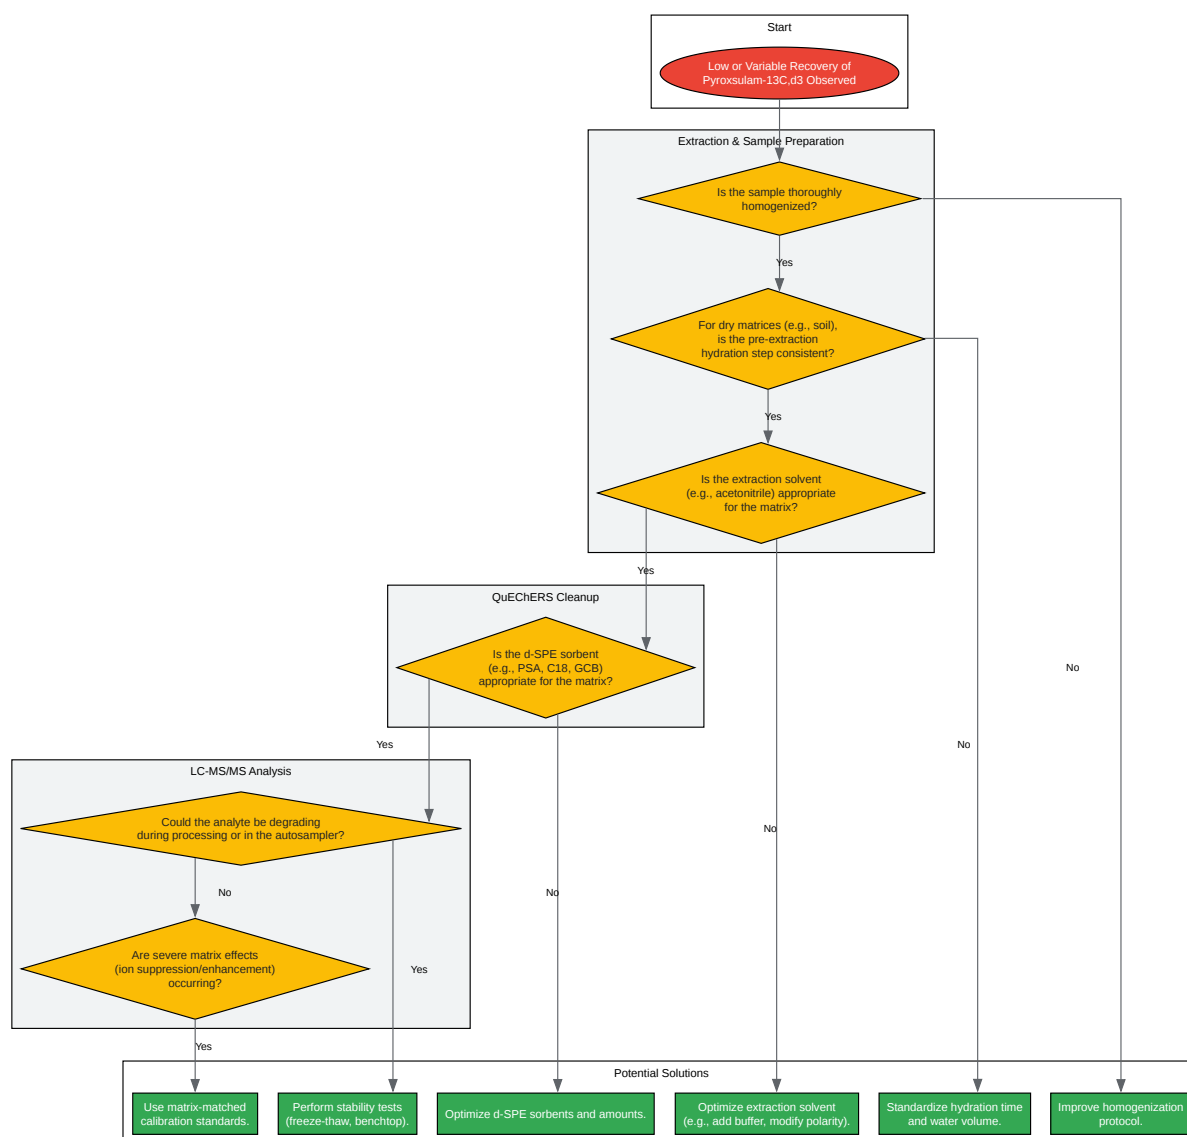 Start
Low or Variable Recovery of
Pyroxsulam-13C,d3 Observed
Extraction & Sample Preparation
Is the sample thoroughly
homogenized?
Yes
For dry matrices (e.g., soil),
is the pre-extraction
hydration step consistent?
Yes
Is the extraction solvent
(e.g., acetonitrile) appropriate
for the matrix?
Yes
QuEChERS Cleanup
Is the d-SPE sorbent
(e.g., PSA, C18, GCB)
appropriate for the matrix?
No
Yes
No
LC-MS/MS Analysis
Could the analyte be degrading
during processing or in the autosampler?
No
No
No
Are severe matrix effects
(ion suppression/enhancement)
occurring?
Yes
Yes
Potential Solutions
Use matrix-matched
calibration standards.
Perform stability tests
(freeze-thaw, benchtop).
Optimize d-SPE sorbents and amounts.
Optimize extraction solvent
(e.g., add buffer, modify polarity).
Standardize hydration time
and water volume.
Improve homogenization
protocol.